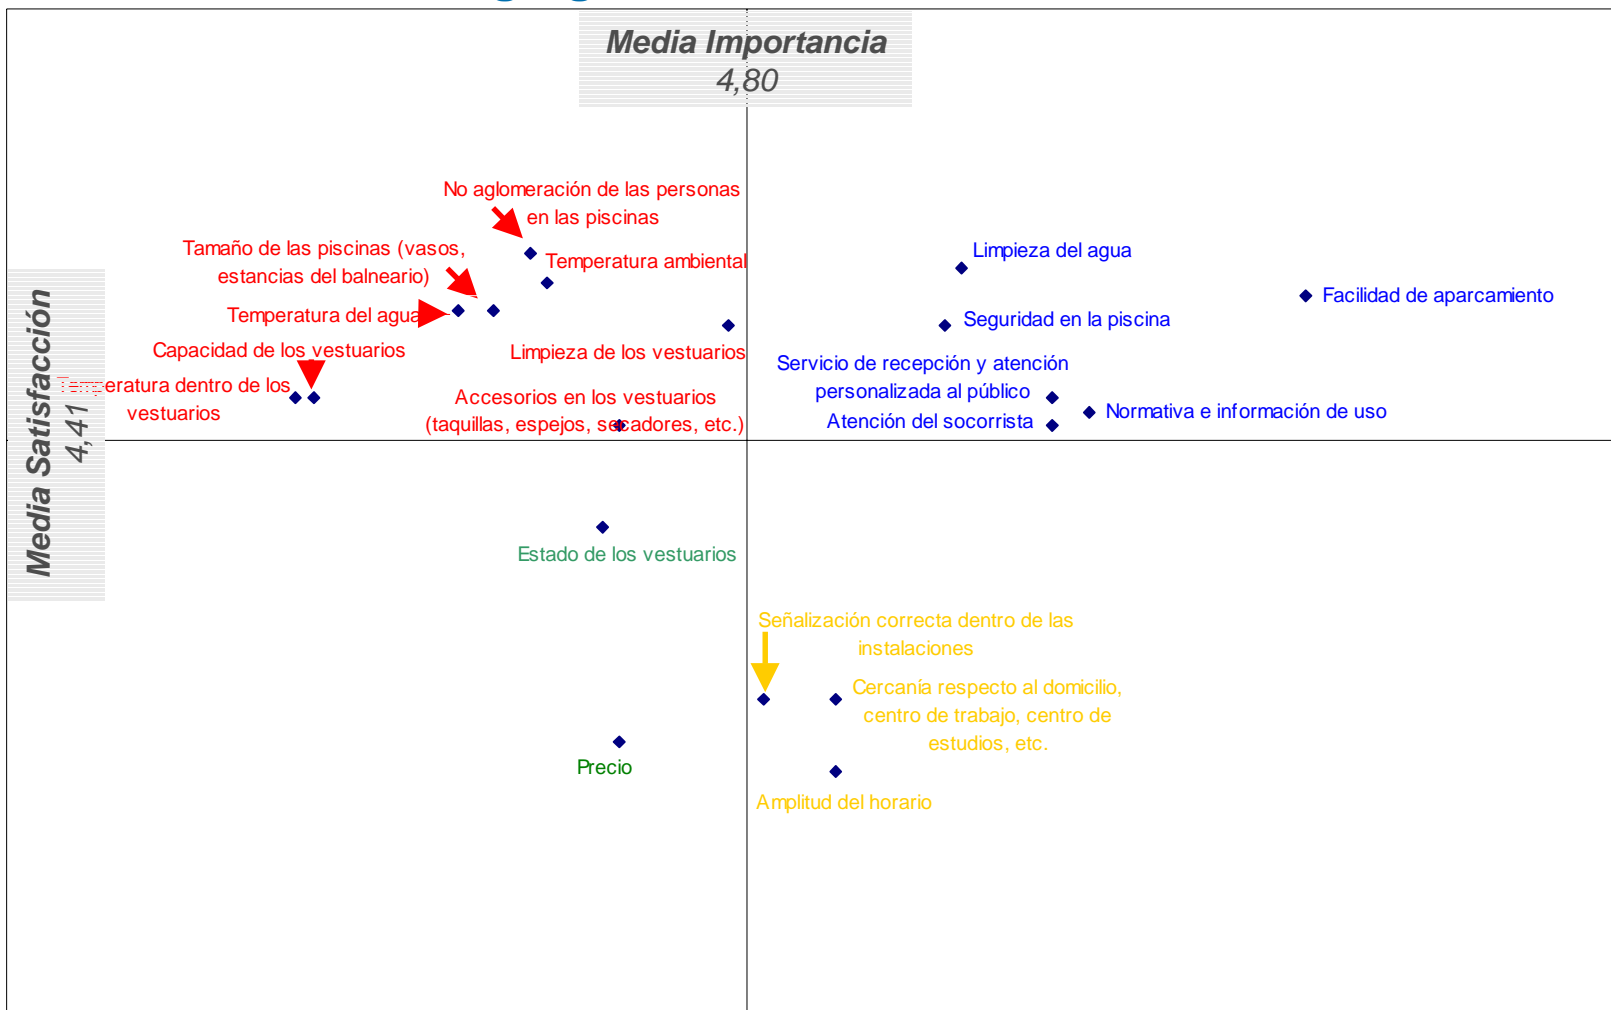 Media Importancia
4,80
No aglomeración de las personas
en las piscinas
Tamaño de las piscinas (vasos,
estancias del balneario)
Temperatura ambiental
Temperatura del agua
Capacidad de los vestuarios
Limpieza de los vestuarios
Temperatura dentro de los
vestuarios
Accesorios en los vestuarios
(taquillas, espejos, secadores, etc.)
Limpieza del agua
Facilidad de aparcamiento
Seguridad en la piscina
Servicio de recepción y atención
personalizada al público
Normativa e información de uso
Atención del socorrista
Media Satisfacción
4,41
Estado de los vestuarios
Precio
Señalización correcta dentro de las
instalaciones
Cercanía respecto al domicilio,
centro de trabajo, centro de
estudios, etc.
Amplitud del horario